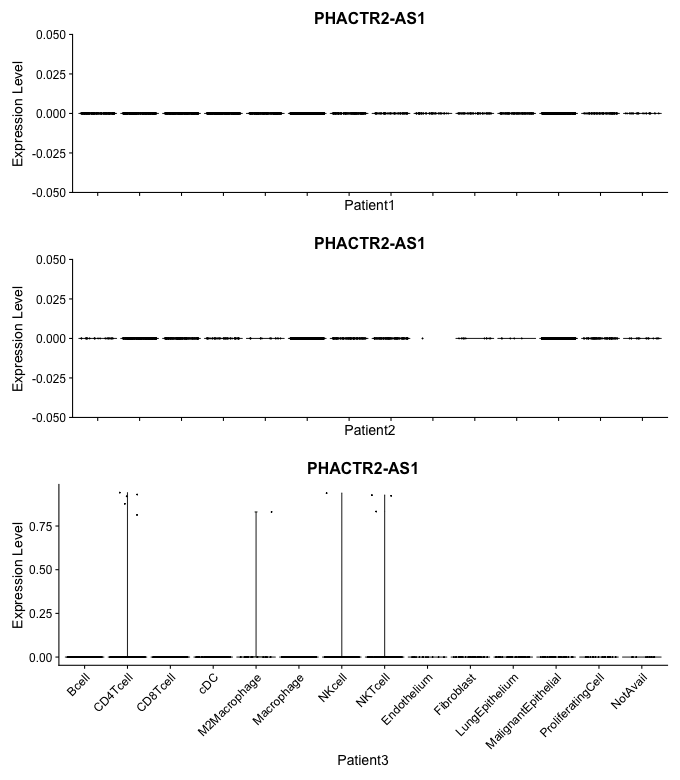 PHACTR2-AS1
Expression Level
0.050
0.025
0.000
-0.025
-0.050
Patient1
PHACTR2-AS1
Expression Level
0.050
0.025
0.000
-0.025
-0.050
Patient2
PHACTR2-AS1
Expression Level
0.75
0.50
0.25
0.00
Bcell
CD4Tcell
CD8Tcell
cDC
M2Macrophage
Macrophage
NKcell
NKTcell
Endothelium
Fibroblast
LungEpithelium
MalignantEpithelial
ProliferatingCell
NotAvail
Patient3